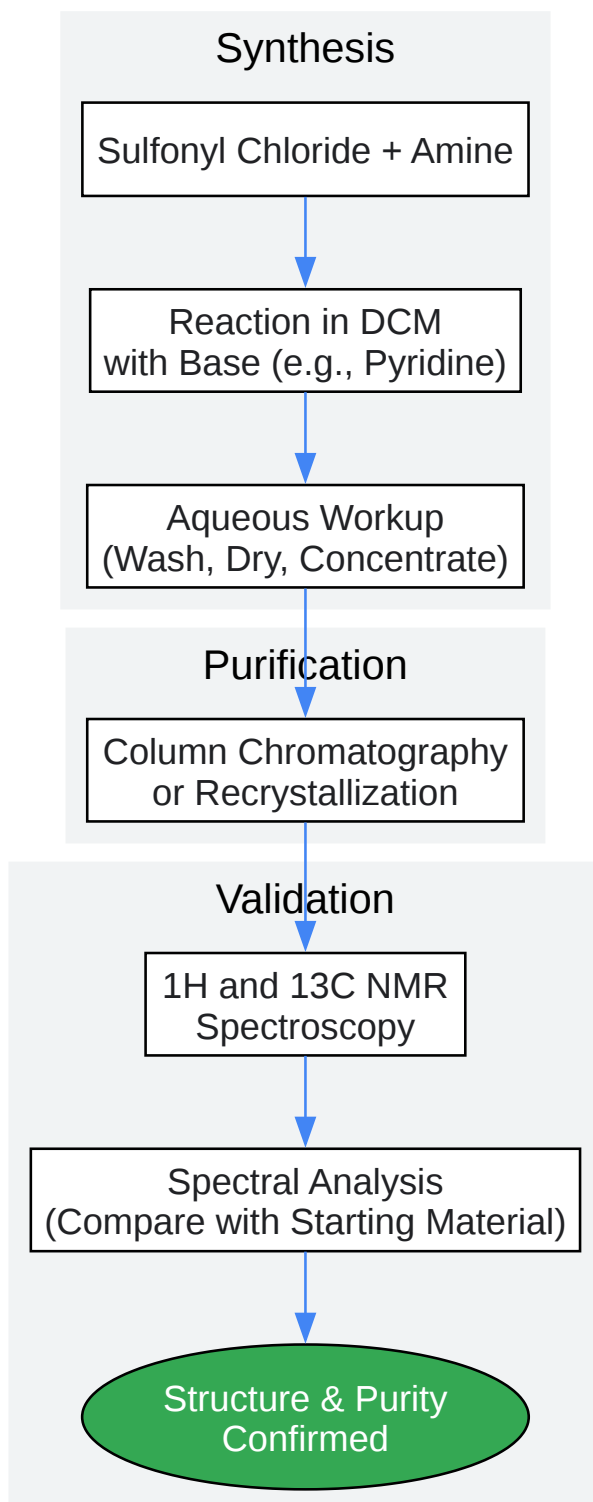 Synthesis
Sulfonyl Chloride + Amine
Reaction in DCM
with Base (e.g., Pyridine)
Aqueous Workup
(Wash, Dry, Concentrate)
Purification
Column Chromatography
or Recrystallization
Validation
1H and 13C NMR
Spectroscopy
Spectral Analysis
(Compare with Starting Material)
Structure & Purity
Confirmed